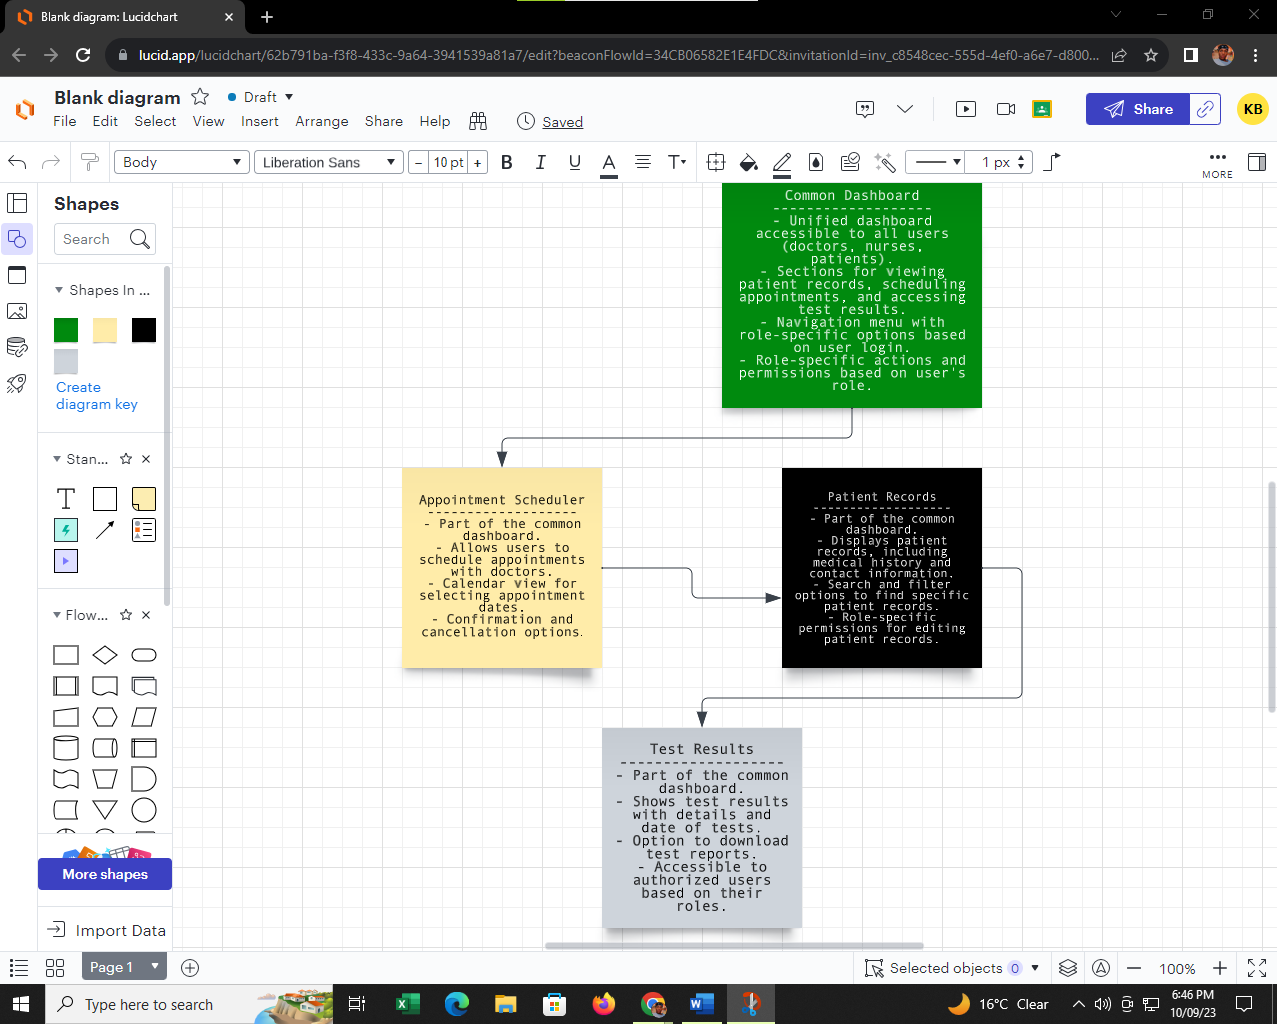 Blank diagram: Lucidchart
lucid.app/lucidchart/62b791ba-f3f8-433c-9a64-3941539a81a7/edit?beaconFlowId=34CB06582E1E4FDC&invitationId=inv_c8548cec-555d-4ef0-a6e7-d800...
Blank diagram
Draft
File Edit Select View Insert Arrange Share Help
Saved
Share
KB
Body
Liberation Sans
− 10 pt +
B I U A T
1 px
MORE
Shapes
Search
Shapes In ...
Create
diagram key
Stan...
T
Flow...
More shapes
Import Data
Common Dashboard
-------------------
- Unified dashboard
accessible to all users
(doctors, nurses,
patients).
- Sections for viewing
patient records, scheduling
appointments, and accessing
test results.
- Navigation menu with
role-specific options based
on user login.
- Role-specific actions and
permissions based on user's
role.
Appointment Scheduler
-------------------
- Part of the common
dashboard.
- Allows users to
schedule appointments
with doctors.
- Calendar view for
selecting appointment
dates.
- Confirmation and
cancellation options.
Patient Records
-------------------
- Part of the common
dashboard.
- Displays patient
records, including
medical history and
contact information.
- Search and filter
options to find specific
patient records.
- Role-specific
permissions for editing
patient records.
Test Results
-------------------
- Part of the common
dashboard.
- Shows test results
with details and
date of tests.
- Option to download
test reports.
- Accessible to
authorized users
based on their
roles.
Page 1
Selected objects 0
100%
Type here to search
16°C Clear
6:46 PM
10/09/23